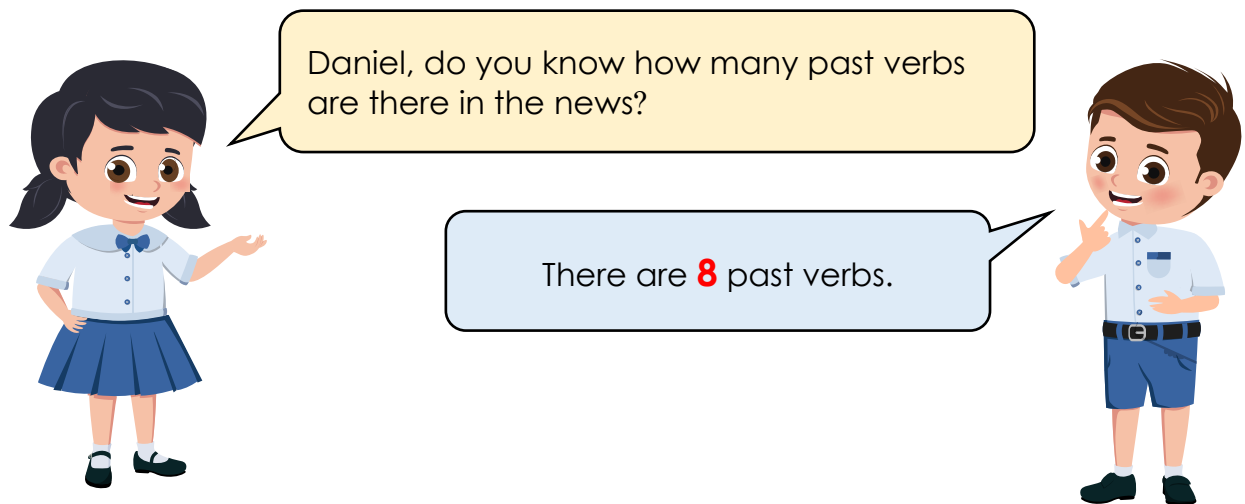 Daniel, do you know how many past verbs
are there in the news?
There are 8 past verbs.